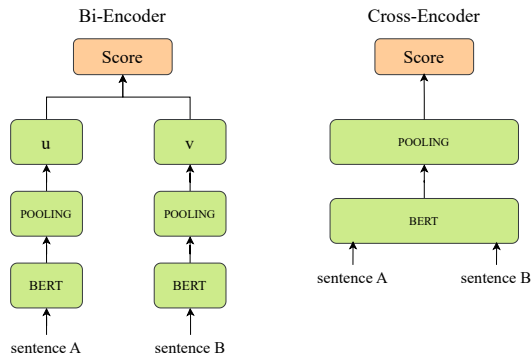 Bi-Encoder
Score
u
v
POOLING
POOLING
BERT
BERT
sentence A
sentence B
Cross-Encoder
Score
POOLING
BERT
sentence A
sentence B